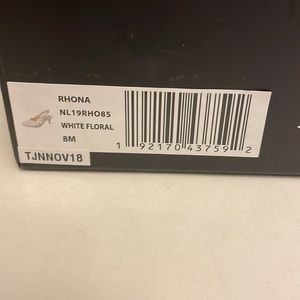 RHONA
NL19RHO85
WHITE FLORAL
8M
1 92170 43759 2
TJNNOV18